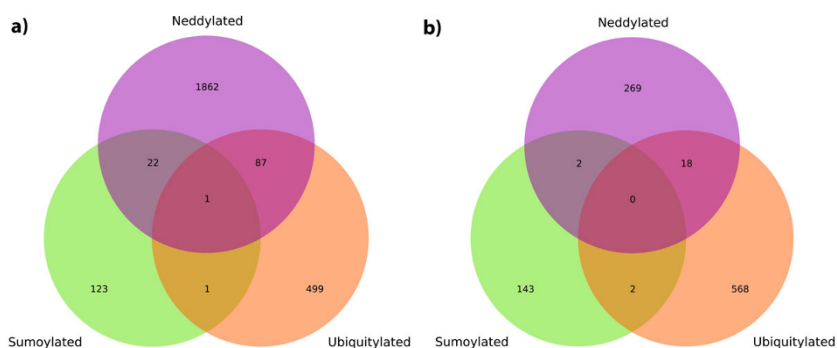 a)
Neddylated
1862
22
87
1
123
1
499
Sumoylated
Ubiquitylated
b)
Neddylated
269
2
18
0
143
2
568
Sumoylated
Ubiquitylated